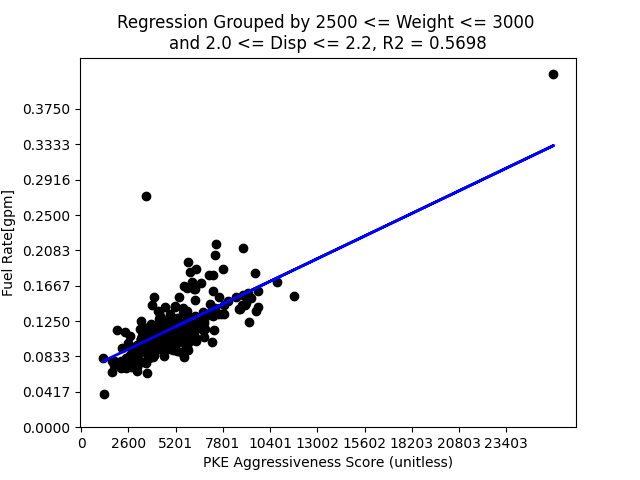 Regression Grouped by 2500 <= Weight <= 3000
and 2.0 <= Disp <= 2.2, R2 = 0.5698
Fuel Rate[gpm]
0.3750
0.3333
0.2916
0.2500
0.2083
0.1667
0.1250
0.0833
0.0417
0.0000
0 2600 5201 7801 10401 13002 15602 18203 20803 23403
PKE Aggressiveness Score (unitless)